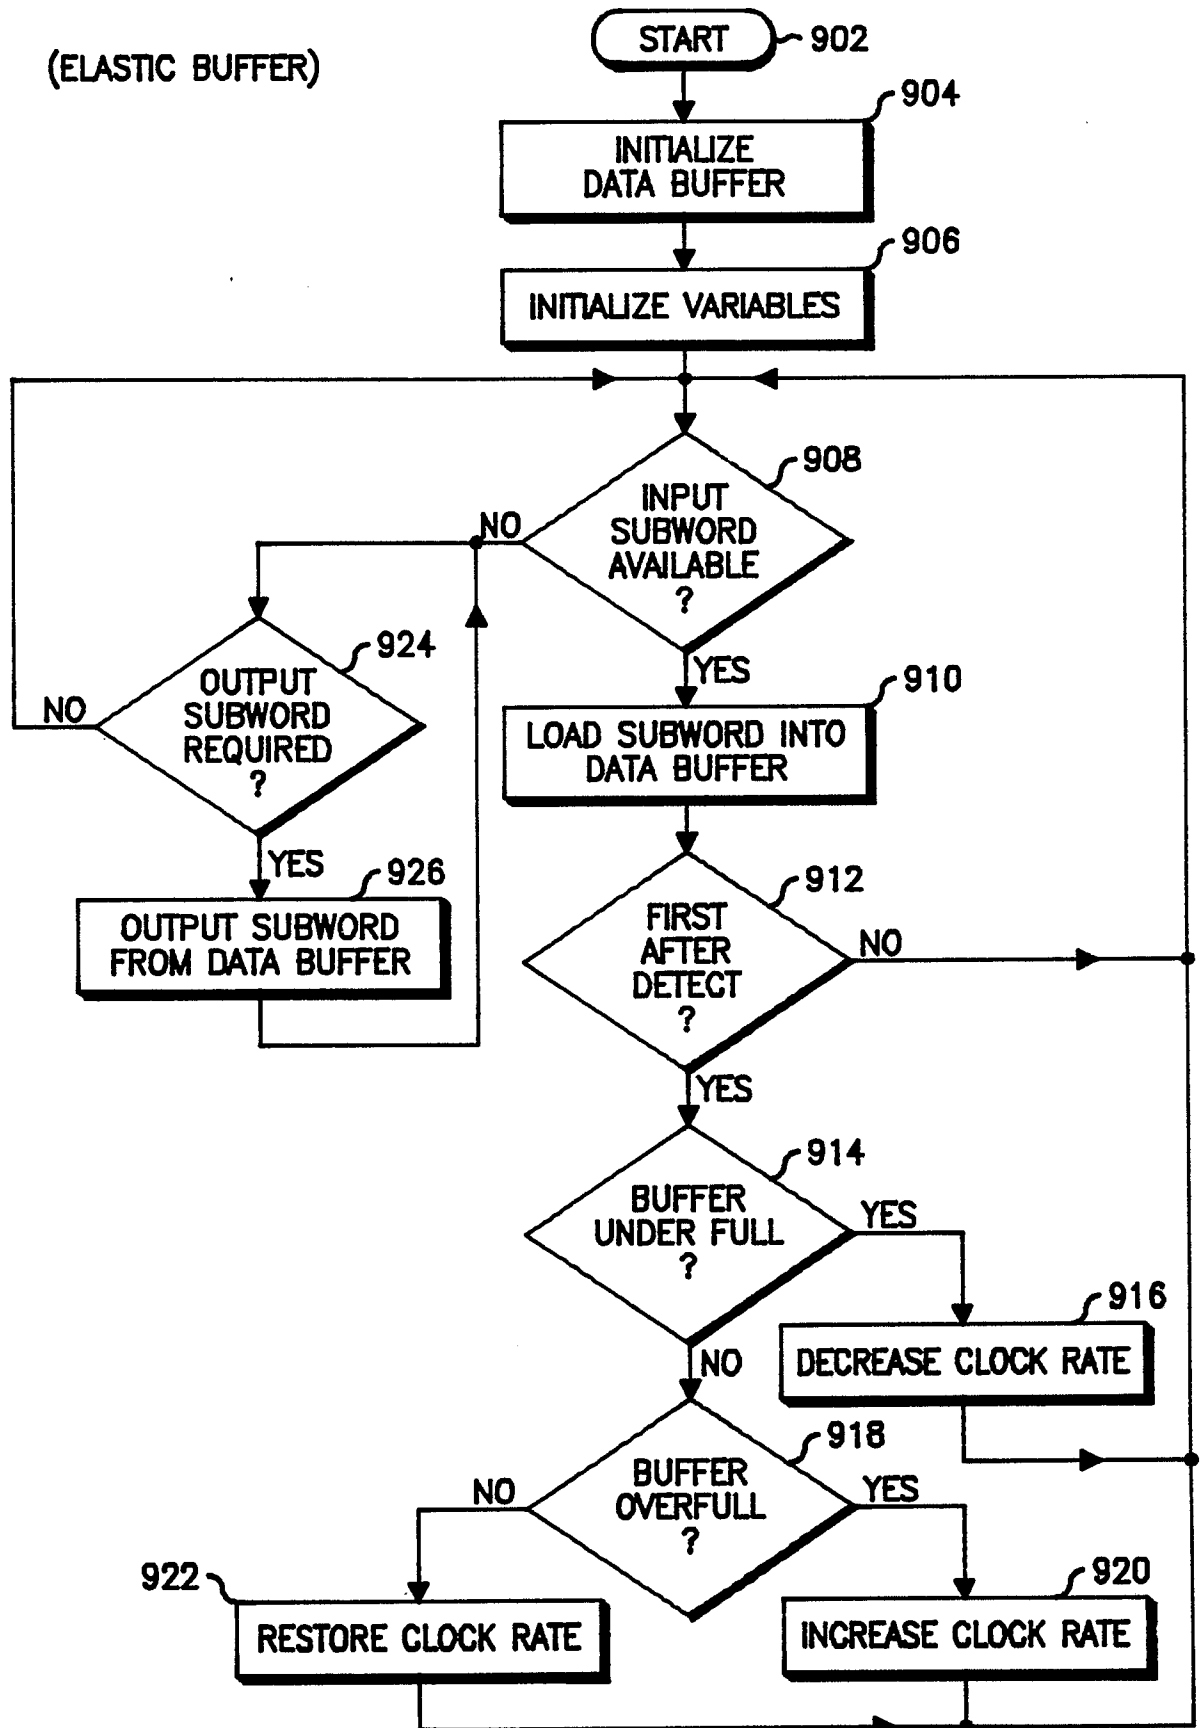 (ELASTIC BUFFER)
START
902
904
INITIALIZE
DATA BUFFER
906
INITIALIZE VARIABLES
908
INPUT
SUBWORD
AVAILABLE
?
NO
YES
924
OUTPUT
SUBWORD
REQUIRED
?
NO
YES
910
LOAD SUBWORD INTO
DATA BUFFER
926
OUTPUT SUBWORD
FROM DATA BUFFER
912
FIRST
AFTER
DETECT
?
NO
YES
914
BUFFER
UNDER FULL
?
YES
NO
916
DECREASE CLOCK RATE
918
BUFFER
OVERFULL
?
NO
YES
922
RESTORE CLOCK RATE
920
INCREASE CLOCK RATE